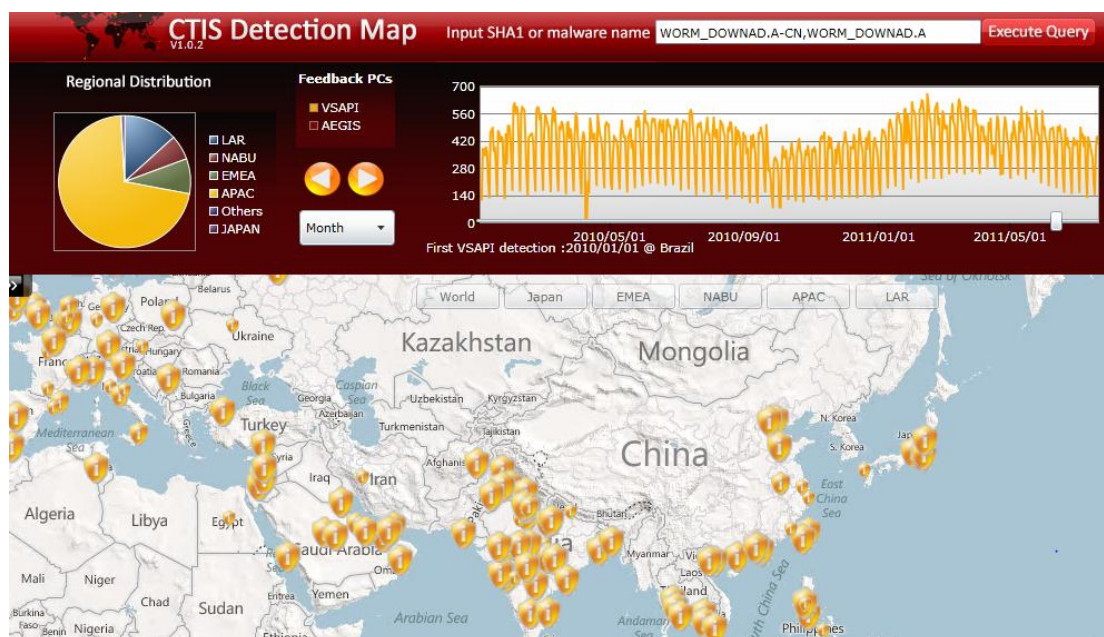 CTIS Detection Map
V1.0.2
Input SHA1 or malware name
WORM_DOWNAD.A-CN,WORM_DOWNAD.A
Execute Query
Regional Distribution
LAR
NABU
EMEA
APAC
Others
JAPAN
Feedback PCs
VSAPI
AEGIS
Month
700
560
420
280
140
0
2010/05/01
2010/09/01
2011/01/01
2011/05/01
First VSAPI detection :2010/01/01 @ Brazil
World
Japan
EMEA
NABU
APAC
LAR
Belarus
Ukraine
Kazakhstan
Mongolia
Czech Rep.
Hungary
Romania
Bulgaria
Black
Sea
Georgia
Caspian
Sea
Azerbaijan
Uzbekistan
Kyrgyzstan
Turkmenistan
Tajikistan
Turkey
Greece
Mediterranean
Sea
Syria
Iraq
Iran
China
N. Korea
S. Korea
East
China
Sea
Algeria
Libya
Egypt
Saudi Arabia
Bhutan
Myanmar
Laos
Mali
Niger
Chad
Sudan
Eritrea
Yemen
Arabian Sea
Andaman
Sea
Burkina
Faso
Benin
Nigeria
Philippines